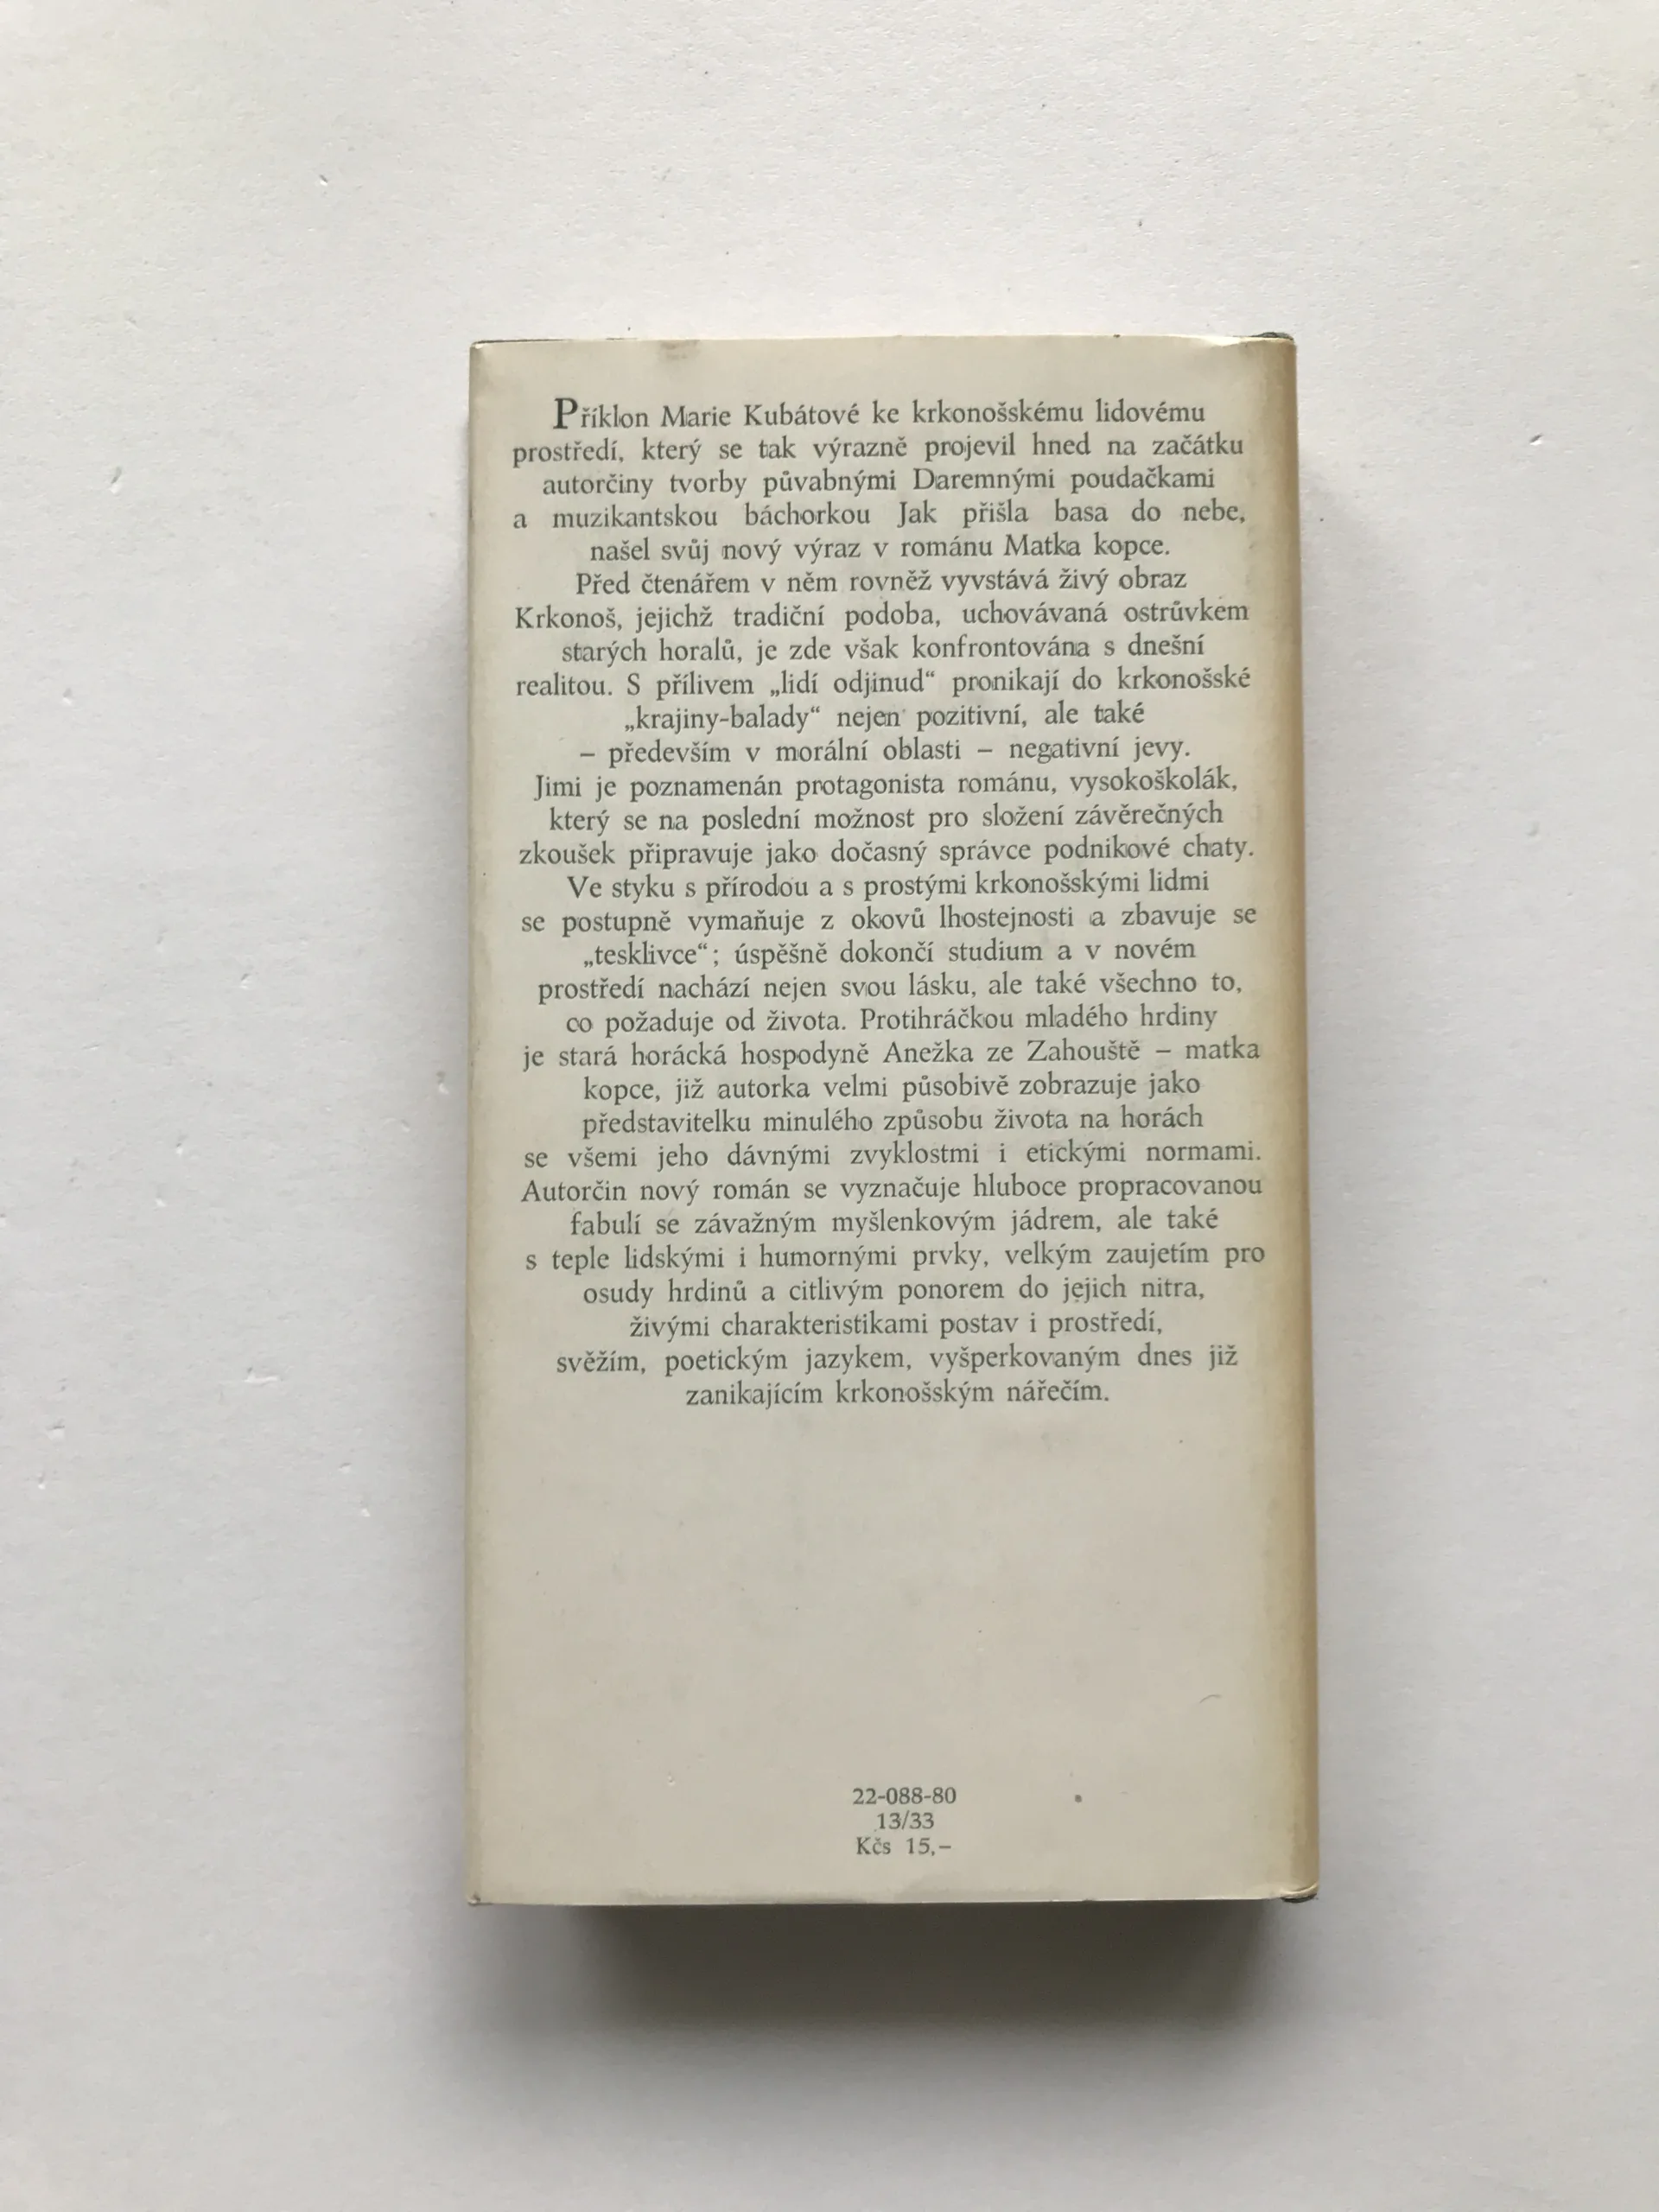 Příklon Marie Kubátové ke krkonošskému lidovému
prostředí, který se tak výrazně projevil hned na začátku
autorčiny tvorby půvabnými Daremnými poudačkami
a muzikantskou báchorkou Jak přišla basa do nebe,
našel svůj nový výraz v románu Matka kopce.
Před čtenářem v něm rovněž vyvstává živý obraz
Krkonoš, jejichž tradiční podoba, uchovávaná ostrůvkem
starých horalů, je zde však konfrontována s dnešní
realitou. S přílivem „lidí odjinud“ pronikají do krkonošské
„krajiny-balady“ nejen pozitivní, ale také
– především v morální oblasti – negativní jevy.
Jimi je poznamenán protagonista románu, vysokoškolák,
který se na poslední možnost pro složení závěrečných
zkoušek připravuje jako dočasný správce podnikové chaty.
Ve styku s přírodou a s prostými krkonošskými lidmi
se postupně vymaňuje z okovů lhostejnosti a zbavuje se
„tesklivce“; úspěšně dokončí studium a v novém
prostředí nachází nejen svou lásku, ale také všechno to,
co požaduje od života. Protihráčkou mladého hrdiny
je stará horácká hospodyně Anežka ze Zahouště – matka
kopce, již autorka velmi působivě zobrazuje jako
představitelku minulého způsobu života na horách
se všemi jeho dávnými zvyklostmi i etickými normami.
Autorčin nový román se vyznačuje hluboce propracovanou
fabulí se závažným myšlenkovým jádrem, ale také
s teple lidskými i humornými prvky, velkým zaujetím pro
osudy hrdinů a citlivým ponorem do jejich nitra,
živými charakteristikami postav i prostředí,
svěžím, poetickým jazykem, vyšperkovaným dnes již
zanikajícím krkonošským nářečím.
22-088-80
13/33
Kčs 15,–